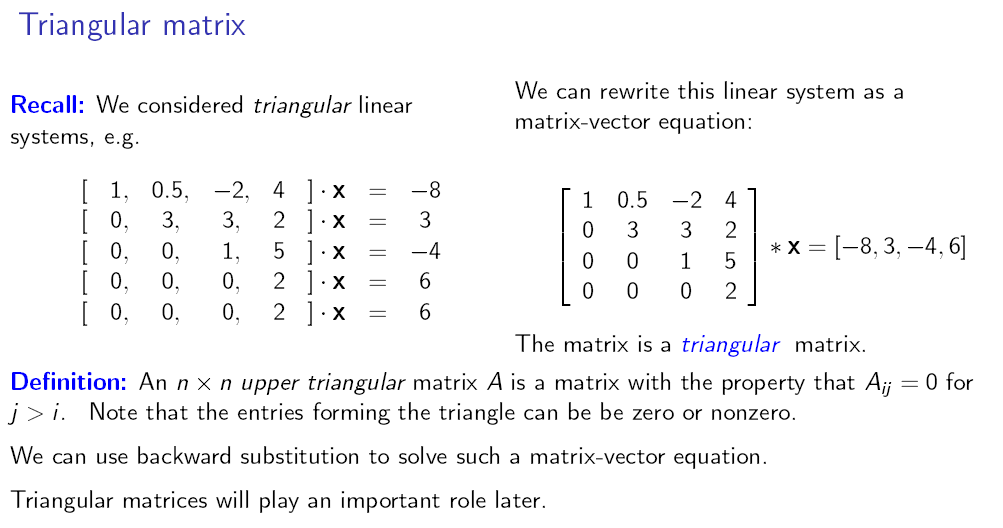 Triangular matrix
Recall: We considered triangular linear
systems, e.g.
[ 1, 0.5, −2, 4 ] · x = −8
[ 0, 3, 3, 2 ] · x = 3
[ 0, 0, 1, 5 ] · x = −4
[ 0, 0, 0, 2 ] · x = 6
[ 0, 0, 0, 2 ] · x = 6
We can rewrite this linear system as a
matrix-vector equation:
1 0.5 −2 4
0 3 3 2
0 0 1 5
0 0 0 2
∗ x = [−8, 3, −4, 6]
The matrix is a triangular matrix.
Definition: An n × n upper triangular matrix A is a matrix with the property that Aij = 0 for
j > i. Note that the entries forming the triangle can be be zero or nonzero.
We can use backward substitution to solve such a matrix-vector equation.
Triangular matrices will play an important role later.